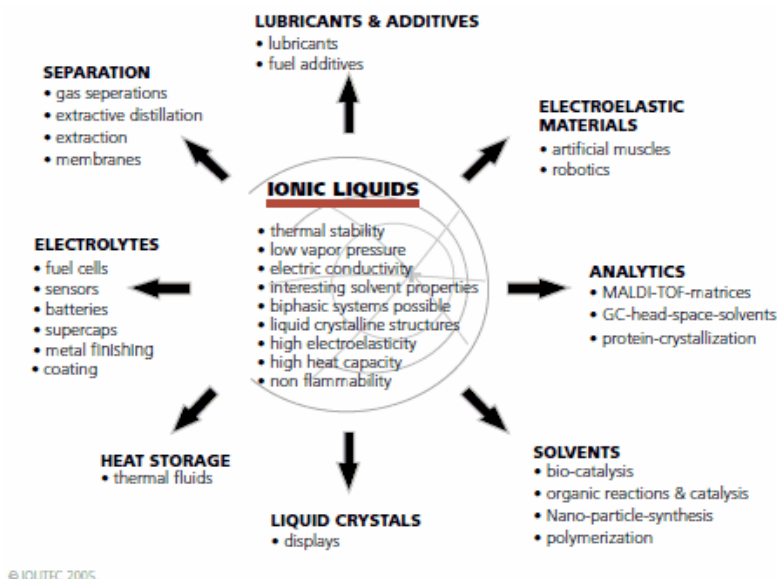 LUBRICANTS & ADDITIVES
• lubricants
• fuel additives
SEPARATION
• gas seperations
• extractive distillation
• extraction
• membranes
ELECTROELASTIC
MATERIALS
• artificial muscles
• robotics
IONIC LIQUIDS
• thermal stability
• low vapor pressure
• electric conductivity
• interesting solvent properties
• biphasic systems possible
• liquid crystalline structures
• high electroelasticity
• high heat capacity
• non flammability
ELECTROLYTES
• fuel cells
• sensors
• batteries
• supercaps
• metal finishing
• coating
ANALYTICS
• MALDI-TOF-matrices
• GC-head-space-solvents
• protein-crystallization
HEAT STORAGE
• thermal fluids
LIQUID CRYSTALS
• displays
SOLVENTS
• bio-catalysis
• organic reactions & catalysis
• Nano-particle-synthesis
• polymerization
© 2005